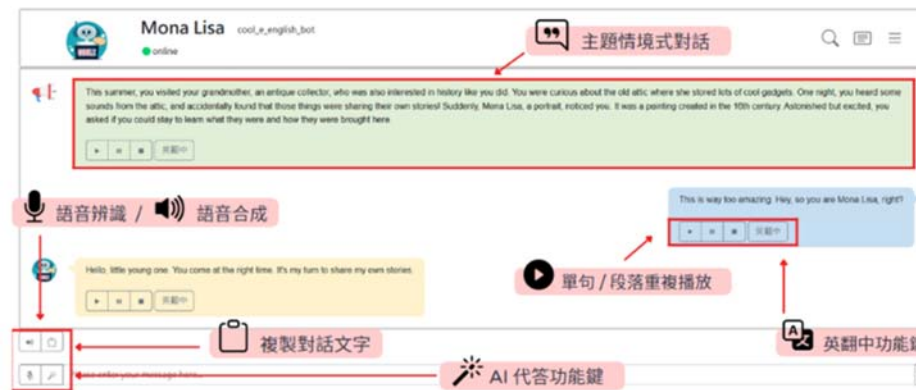 Mona Lisa cool_e_english_bot
online
主題情境式對話
This summer, you visited your grandmother, an antique collector, who was also interested in history like you did. You were curious about the old attic where she stored lots of cool gadgets. One night, you heard some
sounds from the attic, and accidentally found that those things were sharing their own stories! Suddenly, Mona Lisa, a portrait, noticed you. It was a painting created in the 16th century. Astonished but excited, you
asked if you could stay to learn what they were and how they were brought here.
英翻中
This is way too amazing. Hey, so you are Mona Lisa, right?
英翻中
語音辨識 / 語音合成
Hello, little young one. You come at the right time. It's my turn to share my own stories.
英翻中
單句 / 段落重複播放
英翻中功能鍵
複製對話文字
enter your message here...
AI 代答功能鍵